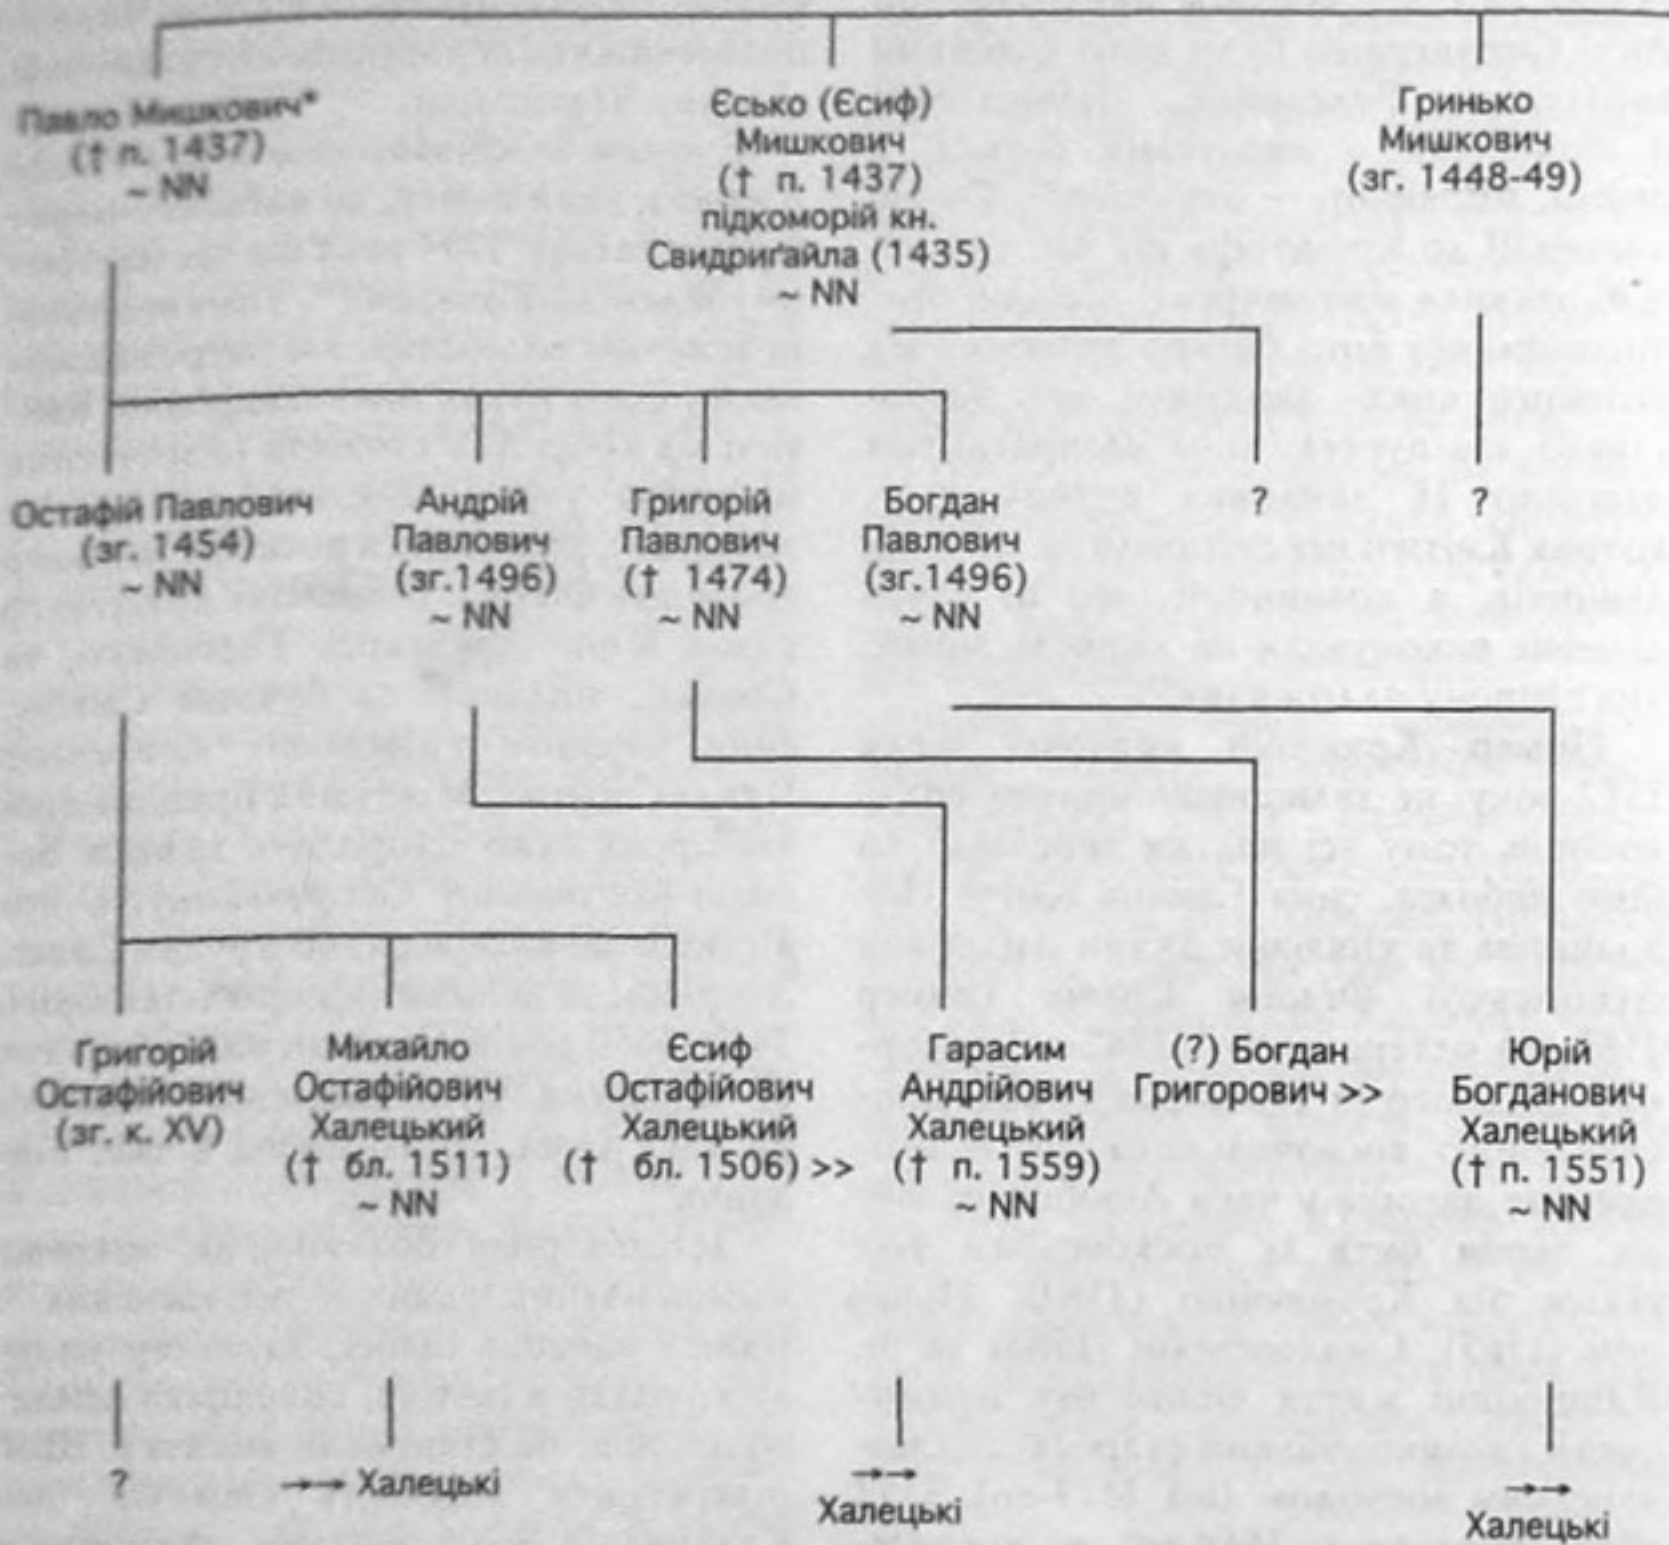 Павло Мишкович*
(† п. 1437)
~ NN
Єсько (Єсиф)
Мишкович
(† п. 1437)
підкоморій кн.
Свидриґайла (1435)
~ NN
Гринько
Мишкович
(зг. 1448-49)
Остафій Павлович
(зг. 1454)
~ NN
Андрій
Павлович
(зг.1496)
~ NN
Григорій
Павлович
(† 1474)
~ NN
Богдан
Павлович
(зг.1496)
~ NN
?
?
Григорій
Остафійович
(зг. к. XV)
Михайло
Остафійович
Халецький
(† бл. 1511)
~ NN
Єсиф
Остафійович
Халецький
(† бл. 1506) >>
Гарасим
Андрійович
Халецький
(† п. 1559)
~ NN
(?) Богдан
Григорович >>
Юрій
Богданович
Халецький
(† п. 1551)
~ NN
?
→→ Халецькі
→→
Халецькі
→→
Халецькі